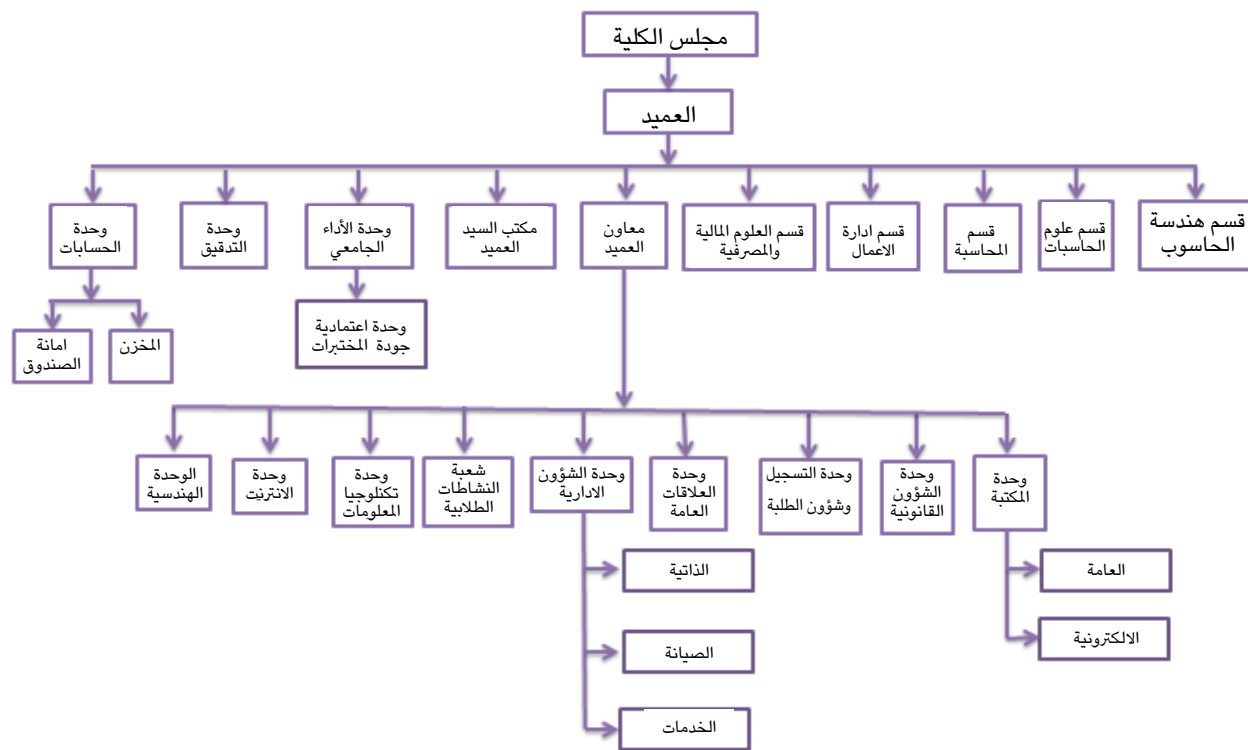 مجلس الكلية
العميد
قسم هندسة
الحاسوب
قسم علوم
الحاسبات
قسم
المحاسبة
قسم ادارة
الاعمال
قسم العلوم المالية
والمصرفية
معاون
العميد
مكتب السيد
العميد
وحدة الأداء
الجامعي
وحدة
التدقيق
وحدة
الحسابات
وحدة اعتمادية
جودة المختبرات
المخزن
امانة
الصندوق
وحدة
المكتبة
وحدة
الشؤون
القانونية
وحدة التسجيل
وشؤون الطلبة
وحدة
العلاقات
العامة
وحدة الشؤون
الادارية
شعبة
النشاطات
الطلابية
وحدة
تكنلوجيا
المعلومات
وحدة
الانترنت
الوحدة
الهندسية
العامة
الالكترونية
الذاتية
الصيانة
الخدمات